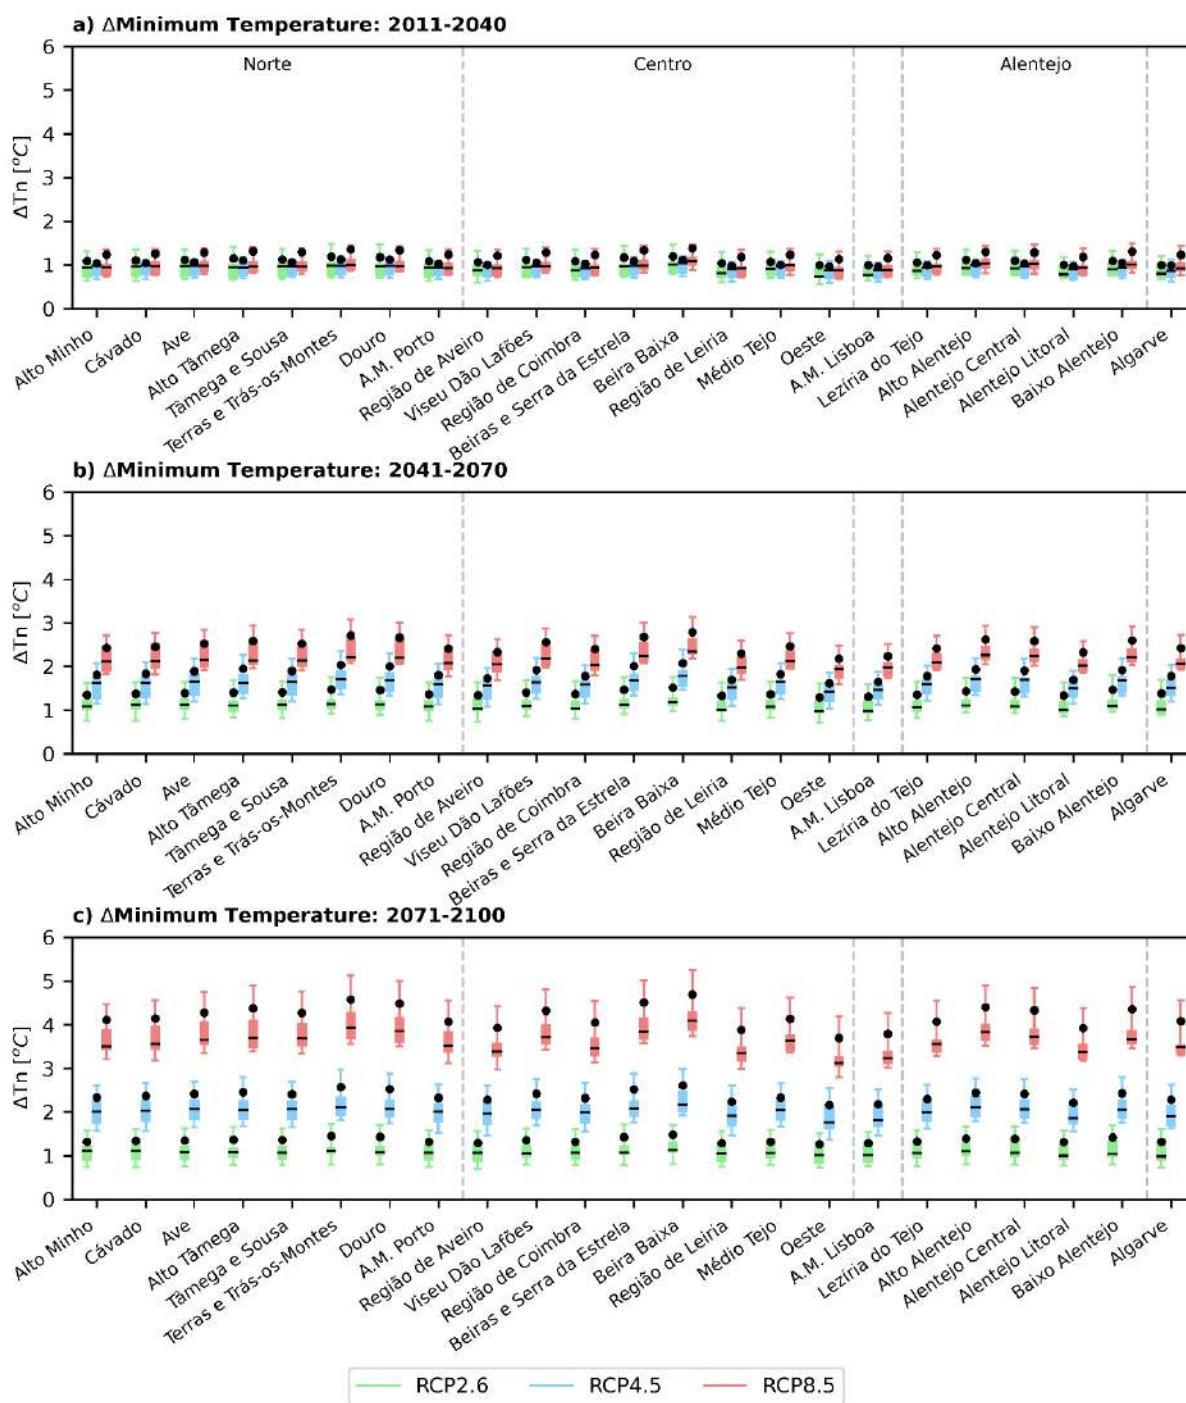 a) ΔMinimum Temperature: 2011-2040
Norte Centro Alentejo
ΔTn [°C]
6
5
4
3
2
1
0
Alto Minho
Cávado
Ave
Alto Tâmega
Tâmega e Sousa
Terras e Trás-os-Montes
Douro
A.M. Porto
Região de Aveiro
Viseu Dão Lafões
Região de Coimbra
Beiras e Serra da Estrela
Beira Baixa
Região de Leiria
Médio Tejo
Oeste
A.M. Lisboa
Lezíria do Tejo
Alto Alentejo
Alentejo Central
Alentejo Litoral
Baixo Alentejo
Algarve
b) ΔMinimum Temperature: 2041-2070
ΔTn [°C]
6
5
4
3
2
1
0
Alto Minho
Cávado
Ave
Alto Tâmega
Tâmega e Sousa
Terras e Trás-os-Montes
Douro
A.M. Porto
Região de Aveiro
Viseu Dão Lafões
Região de Coimbra
Beiras e Serra da Estrela
Beira Baixa
Região de Leiria
Médio Tejo
Oeste
A.M. Lisboa
Lezíria do Tejo
Alto Alentejo
Alentejo Central
Alentejo Litoral
Baixo Alentejo
Algarve
c) ΔMinimum Temperature: 2071-2100
ΔTn [°C]
6
5
4
3
2
1
0
Alto Minho
Cávado
Ave
Alto Tâmega
Tâmega e Sousa
Terras e Trás-os-Montes
Douro
A.M. Porto
Região de Aveiro
Viseu Dão Lafões
Região de Coimbra
Beiras e Serra da Estrela
Beira Baixa
Região de Leiria
Médio Tejo
Oeste
A.M. Lisboa
Lezíria do Tejo
Alto Alentejo
Alentejo Central
Alentejo Litoral
Baixo Alentejo
Algarve
RCP2.6 RCP4.5 RCP8.5